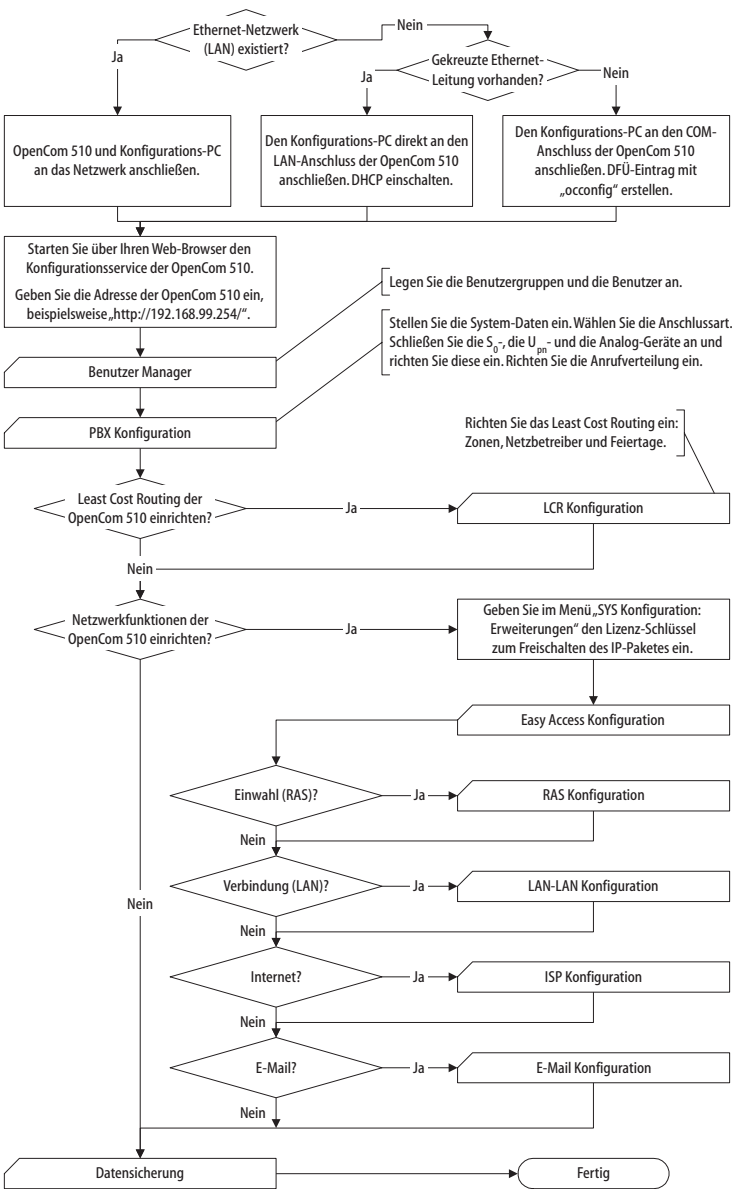 Ethernet-Netzwerk
(LAN) existiert?
Nein
Ja
Gekreuzte Ethernet-
Leitung vorhanden?
Ja
Nein
OpenCom 510 und Konfigurations-PC
an das Netzwerk anschließen.
Den Konfigurations-PC direkt an den
LAN-Anschluss der OpenCom 510
anschließen. DHCP einschalten.
Den Konfigurations-PC an den COM-
Anschluss der OpenCom 510
anschließen. DFÜ-Eintrag mit
„occonfig“ erstellen.
Starten Sie über Ihren Web-Browser den
Konfigurationsservice der OpenCom 510.
Geben Sie die Adresse der OpenCom 510 ein,
beispielsweise „http://192.168.99.254/“.
Legen Sie die Benutzergruppen und die Benutzer an.
Stellen Sie die System-Daten ein. Wählen Sie die Anschlussart.
Schließen Sie die S0-, die Upn- und die Analog-Geräte an und
richten Sie diese ein. Richten Sie die Anrufverteilung ein.
Benutzer Manager
PBX Konfiguration
Richten Sie das Least Cost Routing ein:
Zonen, Netzbetreiber und Feiertage.
Least Cost Routing der
OpenCom 510 einrichten?
Ja
LCR Konfiguration
Nein
Netzwerkfunktionen der
OpenCom 510 einrichten?
Ja
Geben Sie im Menü „SYS Konfiguration:
Erweiterungen“ den Lizenz-Schlüssel
zum Freischalten des IP-Paketes ein.
Easy Access Konfiguration
Einwahl (RAS)?
Ja
RAS Konfiguration
Nein
Verbindung (LAN)?
Ja
LAN-LAN Konfiguration
Nein
Nein
Internet?
Ja
ISP Konfiguration
Nein
E-Mail?
Ja
E-Mail Konfiguration
Nein
Datensicherung
Fertig